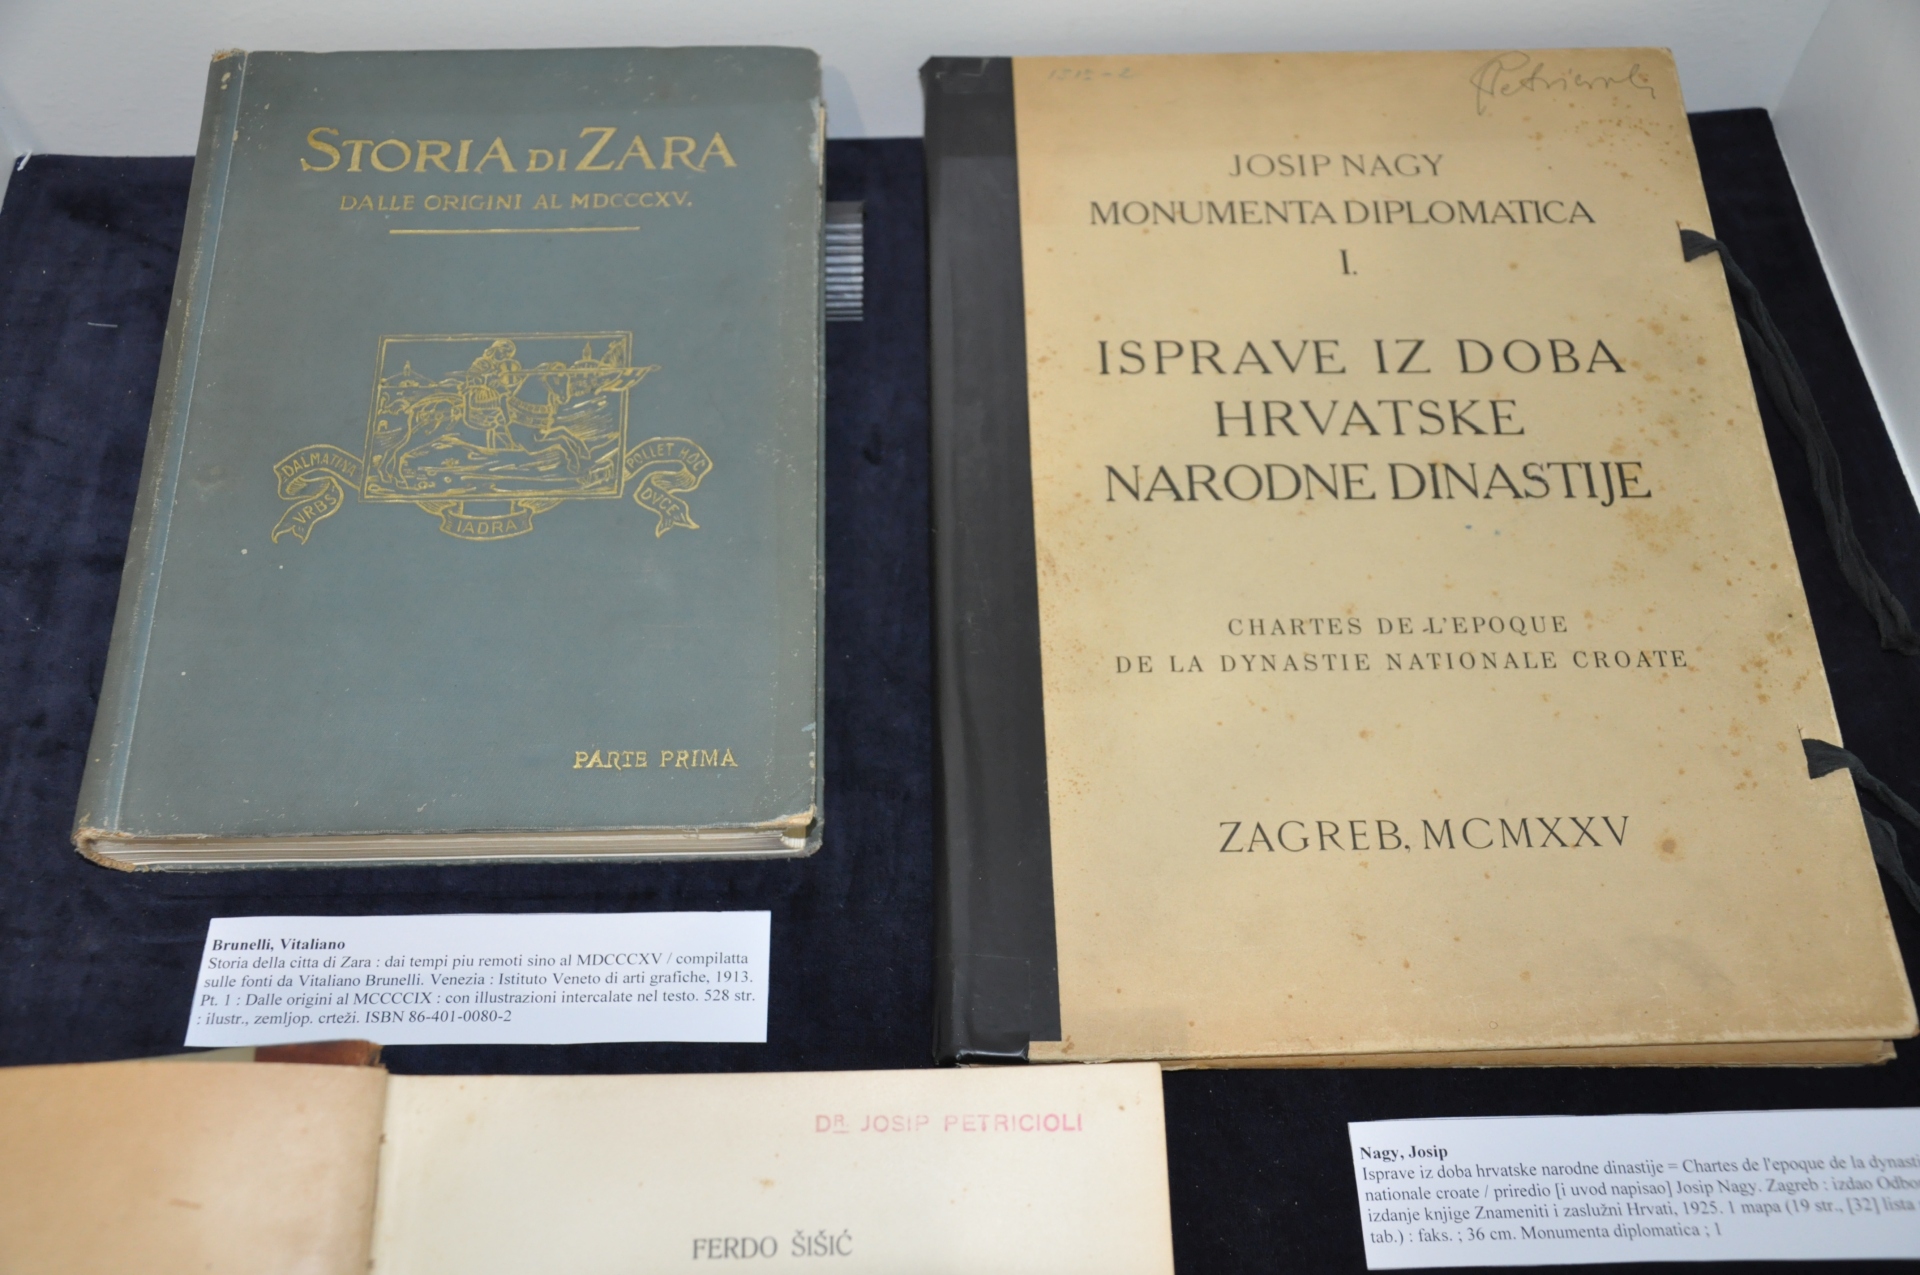 STORIA DI ZARA
DALLE ORIGINI AL MDCCCXV.
DALMATINA
VRBS
IADRA
POLLET HOC
DVCE
PARTE PRIMA
Brunelli, Vitaliano
Storia della citta di Zara : dai tempi piu remoti sino al MDCCCXV / compilatta
sulle fonti da Vitaliano Brunelli. Venezia : Istituto Veneto di arti grafiche, 1913.
Pt. 1 : Dalle origini al MCCCCIX : con illustrazioni intercalate nel testo. 528 str.
: ilustr., zemljop. crteži. ISBN 86-401-0080-2
JOSIP NAGY
MONUMENTA DIPLOMATICA
I.
ISPRAVE IZ DOBA
HRVATSKE
NARODNE DINASTIJE
CHARTES DE L'EPOQUE
DE LA DYNASTIE NATIONALE CROATE
ZAGREB, MCMXXV
DR. JOSIP PETRICIOLI
FERDO ŠIŠIĆ
Nagy, Josip
Isprave iz doba hrvatske narodne dinastije = Chartes de l'epoque de la dynasti
nationale croate / priredio [i uvod napisao] Josip Nagy. Zagreb : izdao Odbor
izdanje knjige Znameniti i zaslužni Hrvati, 1925. 1 mapa (19 str., [32] lista
tab.) : faks. ; 36 cm. Monumenta diplomatica ; 1